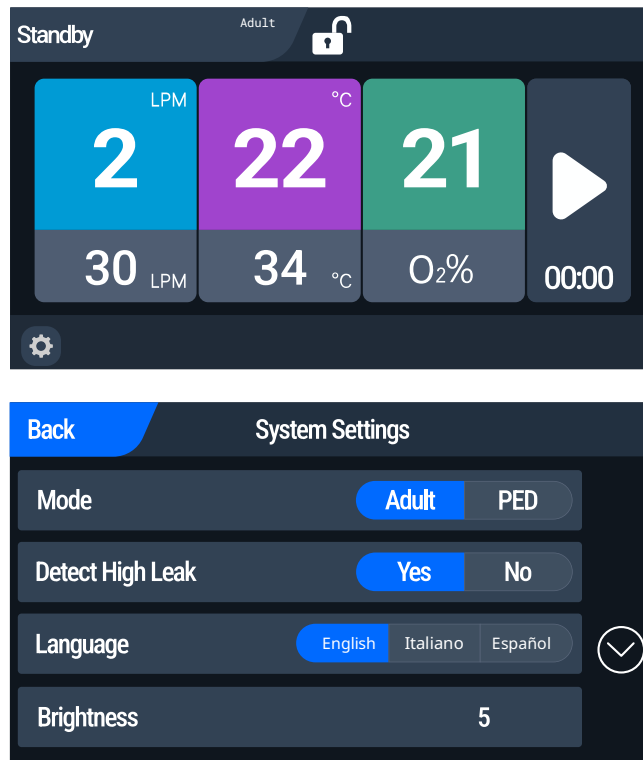 Standby
Adult
LPM
2
30 LPM
°C
22
34 °C
21
O₂%
00:00
Back
System Settings
Mode
Adult
PED
Detect High Leak
Yes
No
Language
English
Italiano
Español
Brightness
5